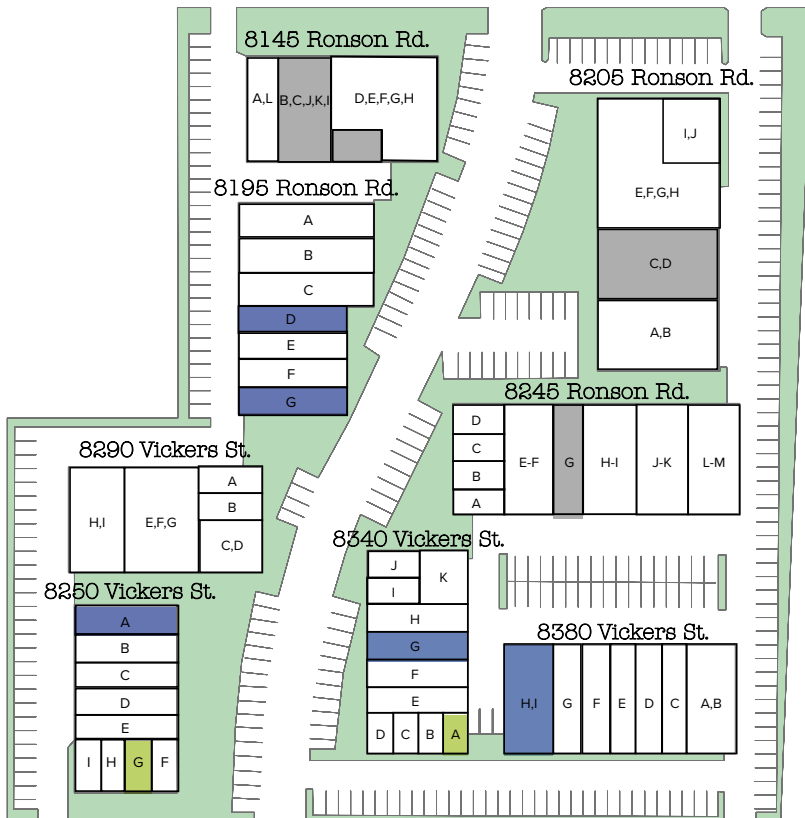 8145 Ronson Rd.
A,L
B,C,J,K,I
D,E,F,G,H
8205 Ronson Rd.
I,J
E,F,G,H
C,D
A,B
8195 Ronson Rd.
A
B
C
D
E
F
G
8245 Ronson Rd.
D
C
B
A
E-F
G
H-I
J-K
L-M
8290 Vickers St.
H,I
E,F,G
A
B
C,D
8340 Vickers St.
J
I
K
H
G
F
E
D
C
B
A
8250 Vickers St.
A
B
C
D
E
I
H
G
F
8380 Vickers St.
H,I
G
F
E
D
C
A,B